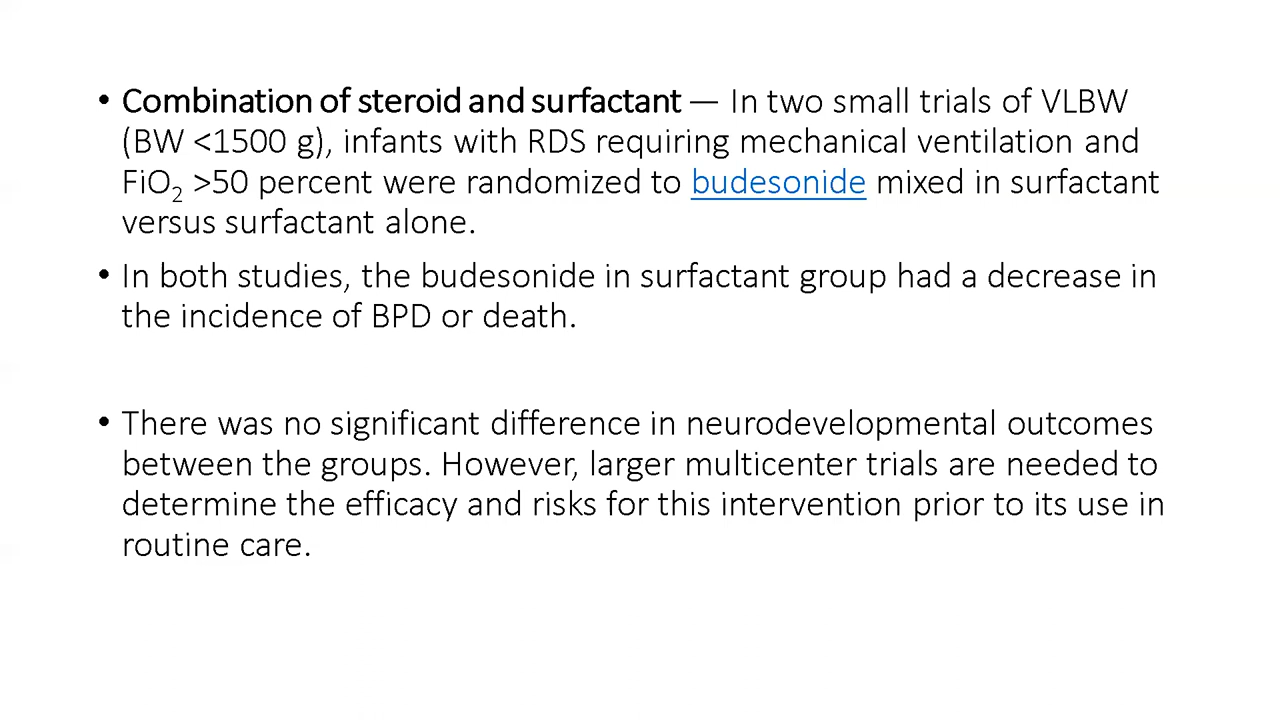 • Combination of steroid and surfactant — In two small trials of VLBW
(BW <1500 g), infants with RDS requiring mechanical ventilation and
FiO₂ >50 percent were randomized to budesonide mixed in surfactant
versus surfactant alone.
• In both studies, the budesonide in surfactant group had a decrease in
the incidence of BPD or death.
• There was no significant difference in neurodevelopmental outcomes
between the groups. However, larger multicenter trials are needed to
determine the efficacy and risks for this intervention prior to its use in
routine care.